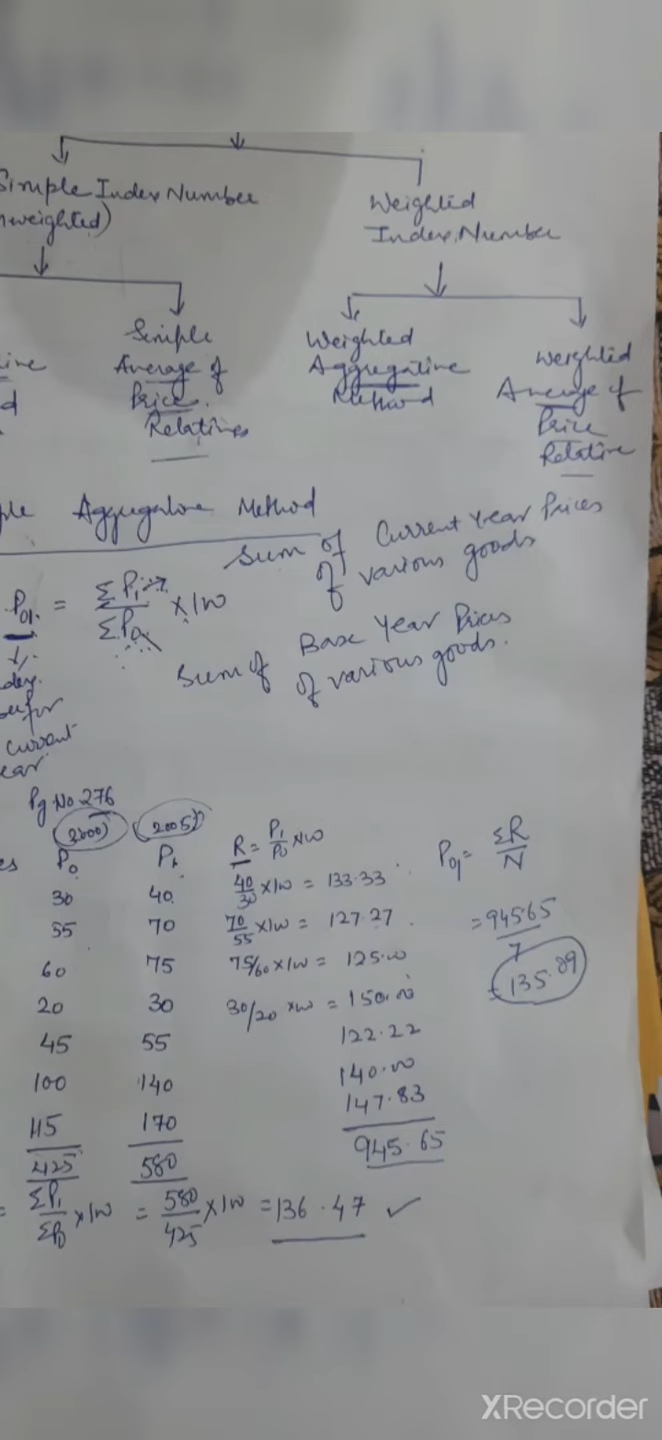 Simple Index Number
Weighted
Index Number
Simple
Average of
Price
Relatives
Weighted
Aggregative
Method
Weighted
Average of
Price
Relative
Aggregative Method
P01 = ΣP1 / ΣP0 × 100
Sum of Current Year Prices
of various goods
Sum of Base Year Prices
of various goods.
current
Pg No 276
2000 2005
P0 P1 R = P1/P0 × 100 P01 = ΣR/N
30 40 40/30 × 100 = 133.33
55 70 70/55 × 100 = 127.27 = 94565/7
60 75 75/60 × 100 = 125.00 = 135.09
20 30 30/20 × 100 = 150.00
45 55 122.22
100 140 140.00
115 170 147.83
425 580 945.65
= ΣP1/ΣP0 × 100 = 580/425 × 100 = 136.47 ✓
XRecorder